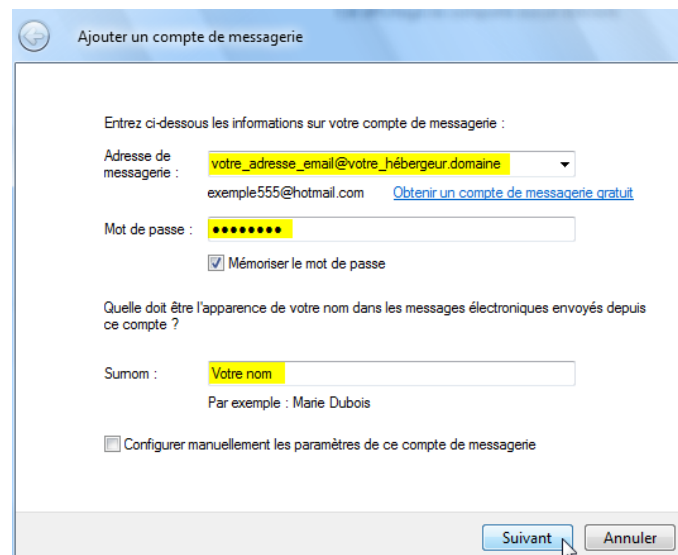 Ajouter un compte de messagerie
Entrez ci-dessous les informations sur votre compte de messagerie :
Adresse de
messagerie :
votre_adresse_email@votre_hébergeur.domaine
exemple555@hotmail.com Obtenir un compte de messagerie gratuit
Mot de passe : ●●●●●●●●
Mémoriser le mot de passe
Quelle doit être l'apparence de votre nom dans les messages électroniques envoyés depuis
ce compte ?
Surnom : Votre nom
Par exemple : Marie Dubois
Configurer manuellement les paramètres de ce compte de messagerie
Suivant Annuler